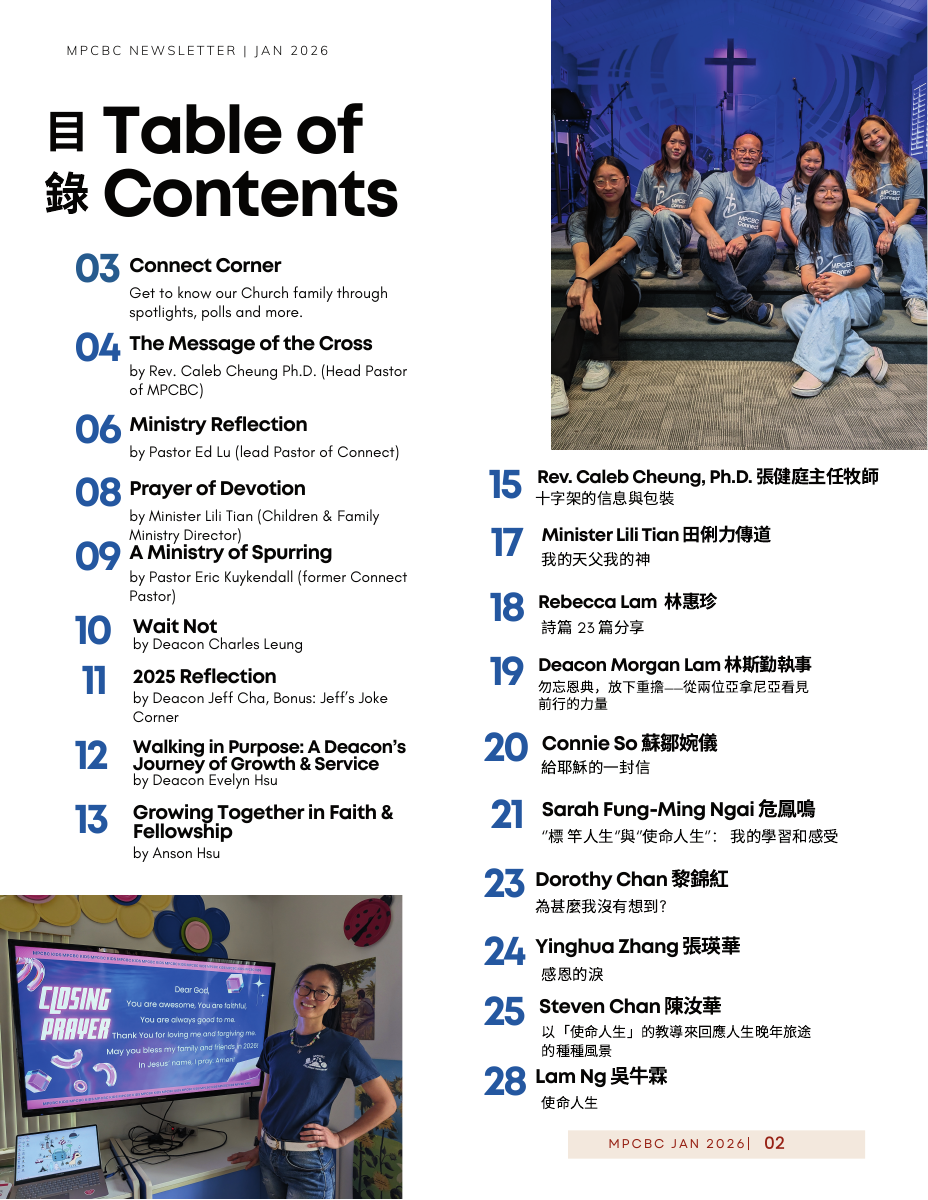 MPCBC NEWSLETTER | JAN 2026
目 Table of
錄 Contents
03 Connect Corner
Get to know our Church family through
spotlights, polls and more.
04 The Message of the Cross
by Rev. Caleb Cheung Ph.D. (Head Pastor
of MPCBC)
06 Ministry Reflection
by Pastor Ed Lu (lead Pastor of Connect)
08 Prayer of Devotion
by Minister Lili Tian (Children & Family
Ministry Director)
09 A Ministry of Spurring
by Pastor Eric Kuykendall (former Connect
Pastor)
10 Wait Not
by Deacon Charles Leung
11 2025 Reflection
by Deacon Jeff Cha, Bonus: Jeff’s Joke
Corner
12 Walking in Purpose: A Deacon’s
Journey of Growth & Service
by Deacon Evelyn Hsu
13 Growing Together in Faith &
Fellowship
by Anson Hsu
CLOSING
PRAYER
Dear God,
You are awesome, You are faithful,
You are always good to me.
Thank You for loving me and forgiving me.
May you bless my family and friends in 2026!
In Jesus' name, I pray. Amen!
MPCBC
Connect
MPCBC
Connect
MPCBC
Connect
MPCBC
Connect
15 Rev. Caleb Cheung, Ph.D. 張健庭主任牧師
十字架的信息與包裝
17 Minister Lili Tian 田俐力傳道
我的天父我的神
18 Rebecca Lam 林惠珍
詩篇 23 篇分享
19 Deacon Morgan Lam 林斯勤執事
勿忘恩典，放下重擔——從兩位亞拿尼亞看見
前行的力量
20 Connie So 蘇鄒婉儀
給耶穌的一封信
21 Sarah Fung-Ming Ngai 危鳳鳴
“標 竿人生”與“使命人生”： 我的學習和感受
23 Dorothy Chan 黎錦紅
為甚麼我沒有想到?
24 Yinghua Zhang 張瑛華
感恩的淚
25 Steven Chan 陳汝華
以「使命人生」的教導來回應人生晚年旅途
的種種風景
28 Lam Ng 吳牛霖
使命人生
MPCBC JAN 2026| 02